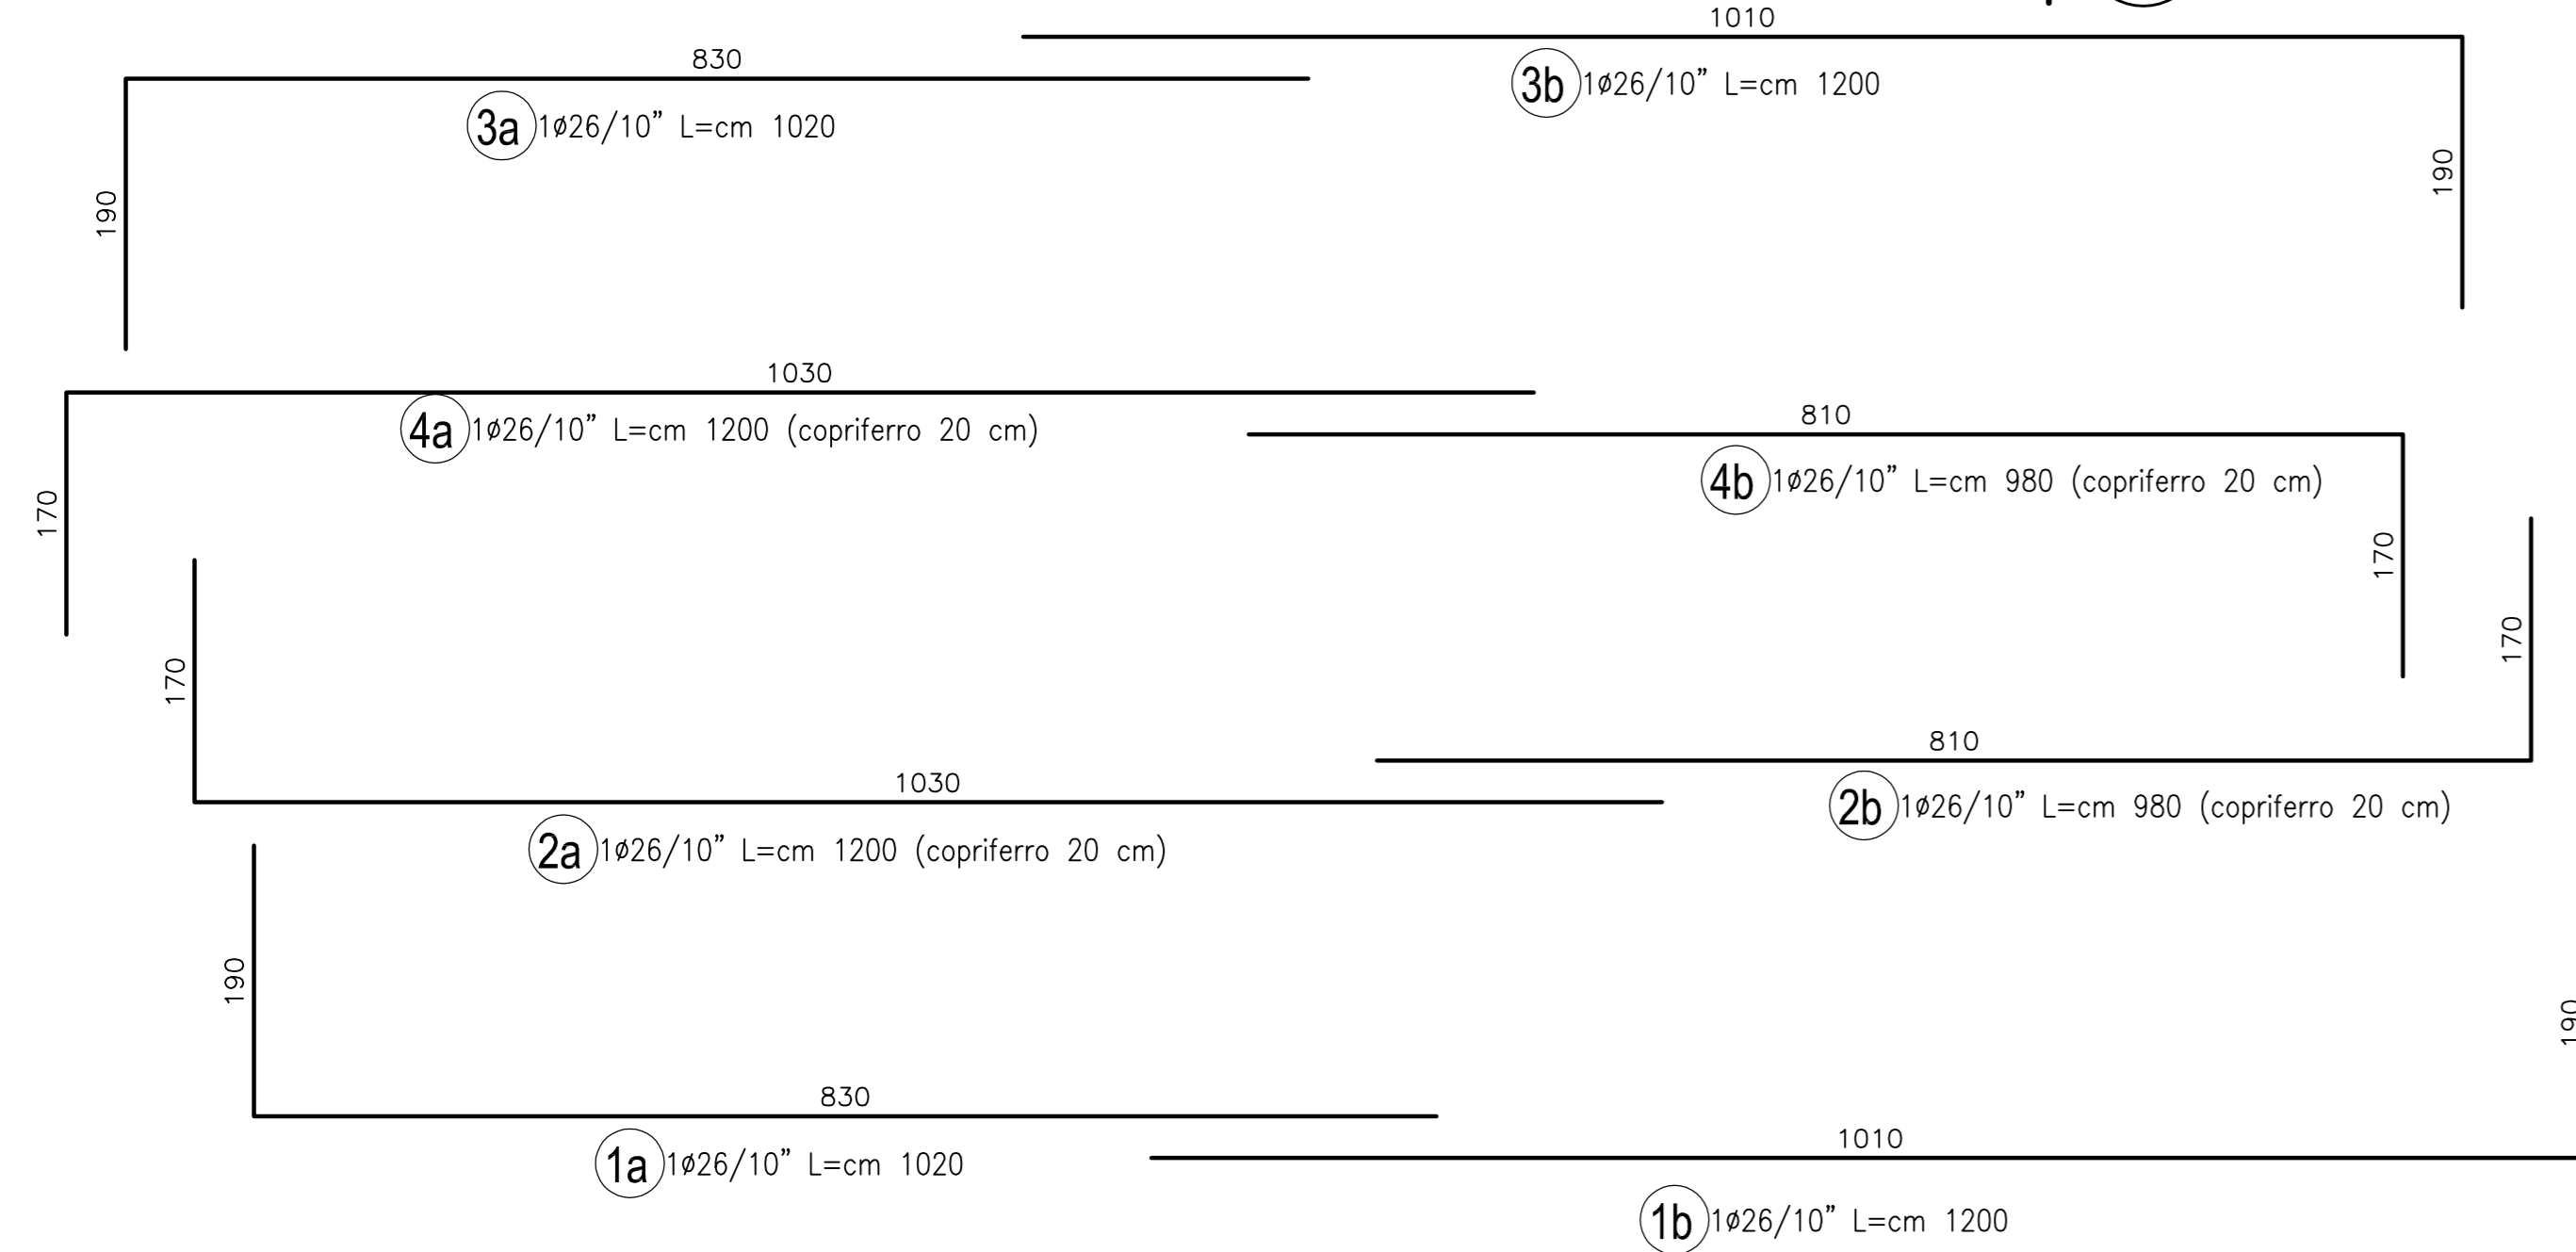 1010
830
3b 1ø26/10” L=cm 1200
3a 1ø26/10” L=cm 1020
190
190
1030
4a 1ø26/10” L=cm 1200 (copriferro 20 cm)
810
4b 1ø26/10” L=cm 980 (copriferro 20 cm)
170
170
170
170
810
1030
2b 1ø26/10” L=cm 980 (copriferro 20 cm)
2a 1ø26/10” L=cm 1200 (copriferro 20 cm)
190
190
830
1010
1a 1ø26/10” L=cm 1020
1b 1ø26/10” L=cm 1200